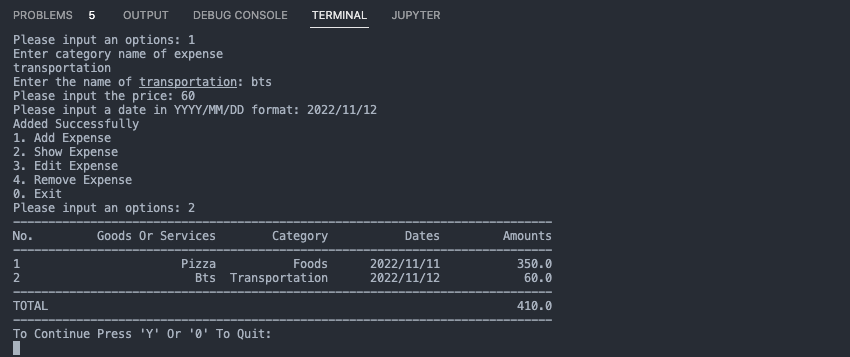 PROBLEMS 5 OUTPUT DEBUG CONSOLE TERMINAL JUPYTER
Please input an options: 1
Enter category name of expense
transportation
Enter the name of transportation: bts
Please input the price: 60
Please input a date in YYYY/MM/DD format: 2022/11/12
Added Successfully
1. Add Expense
2. Show Expense
3. Edit Expense
4. Remove Expense
0. Exit
Please input an options: 2
No. Goods Or Services Category Dates Amounts
1 Pizza Foods 2022/11/11 350.0
2 Bts Transportation 2022/11/12 60.0
TOTAL 410.0
To Continue Press 'Y' Or '0' To Quit: